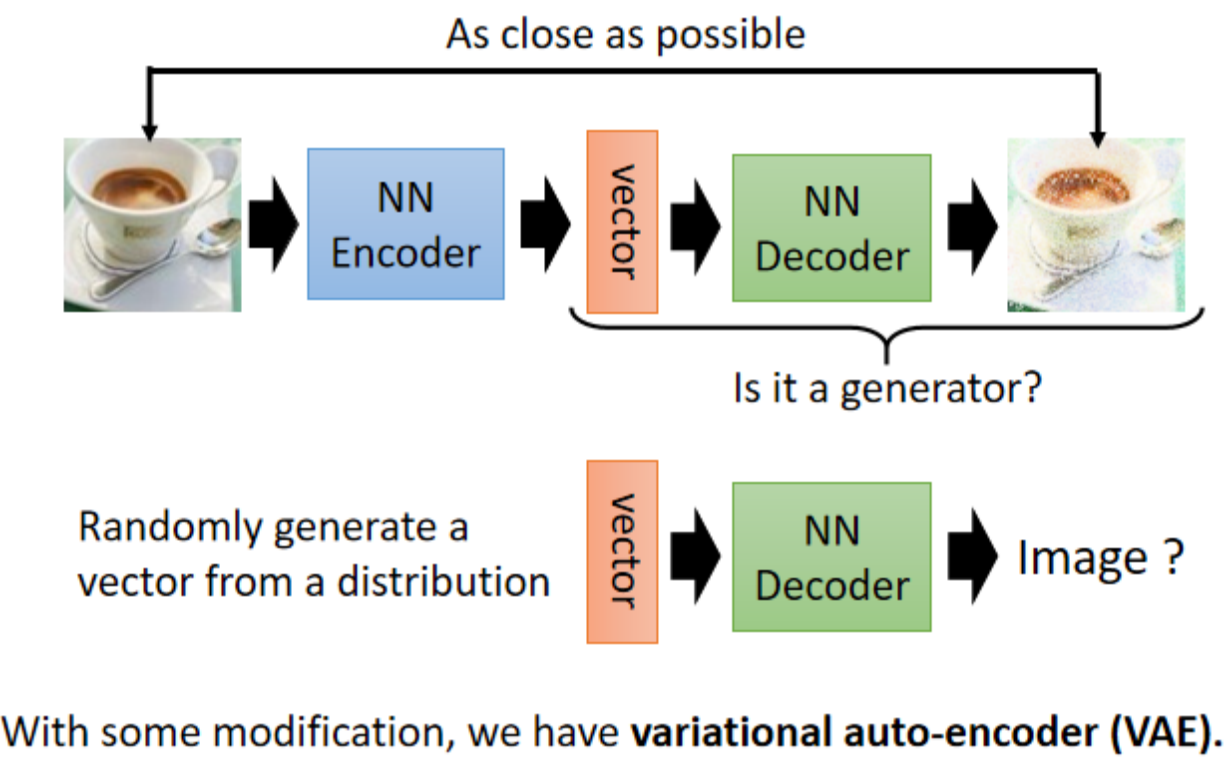 As close as possible
NN
Encoder
vector
NN
Decoder
Is it a generator?
Randomly generate a
vector from a distribution
vector
NN
Decoder
Image ?
With some modification, we have variational auto-encoder (VAE).